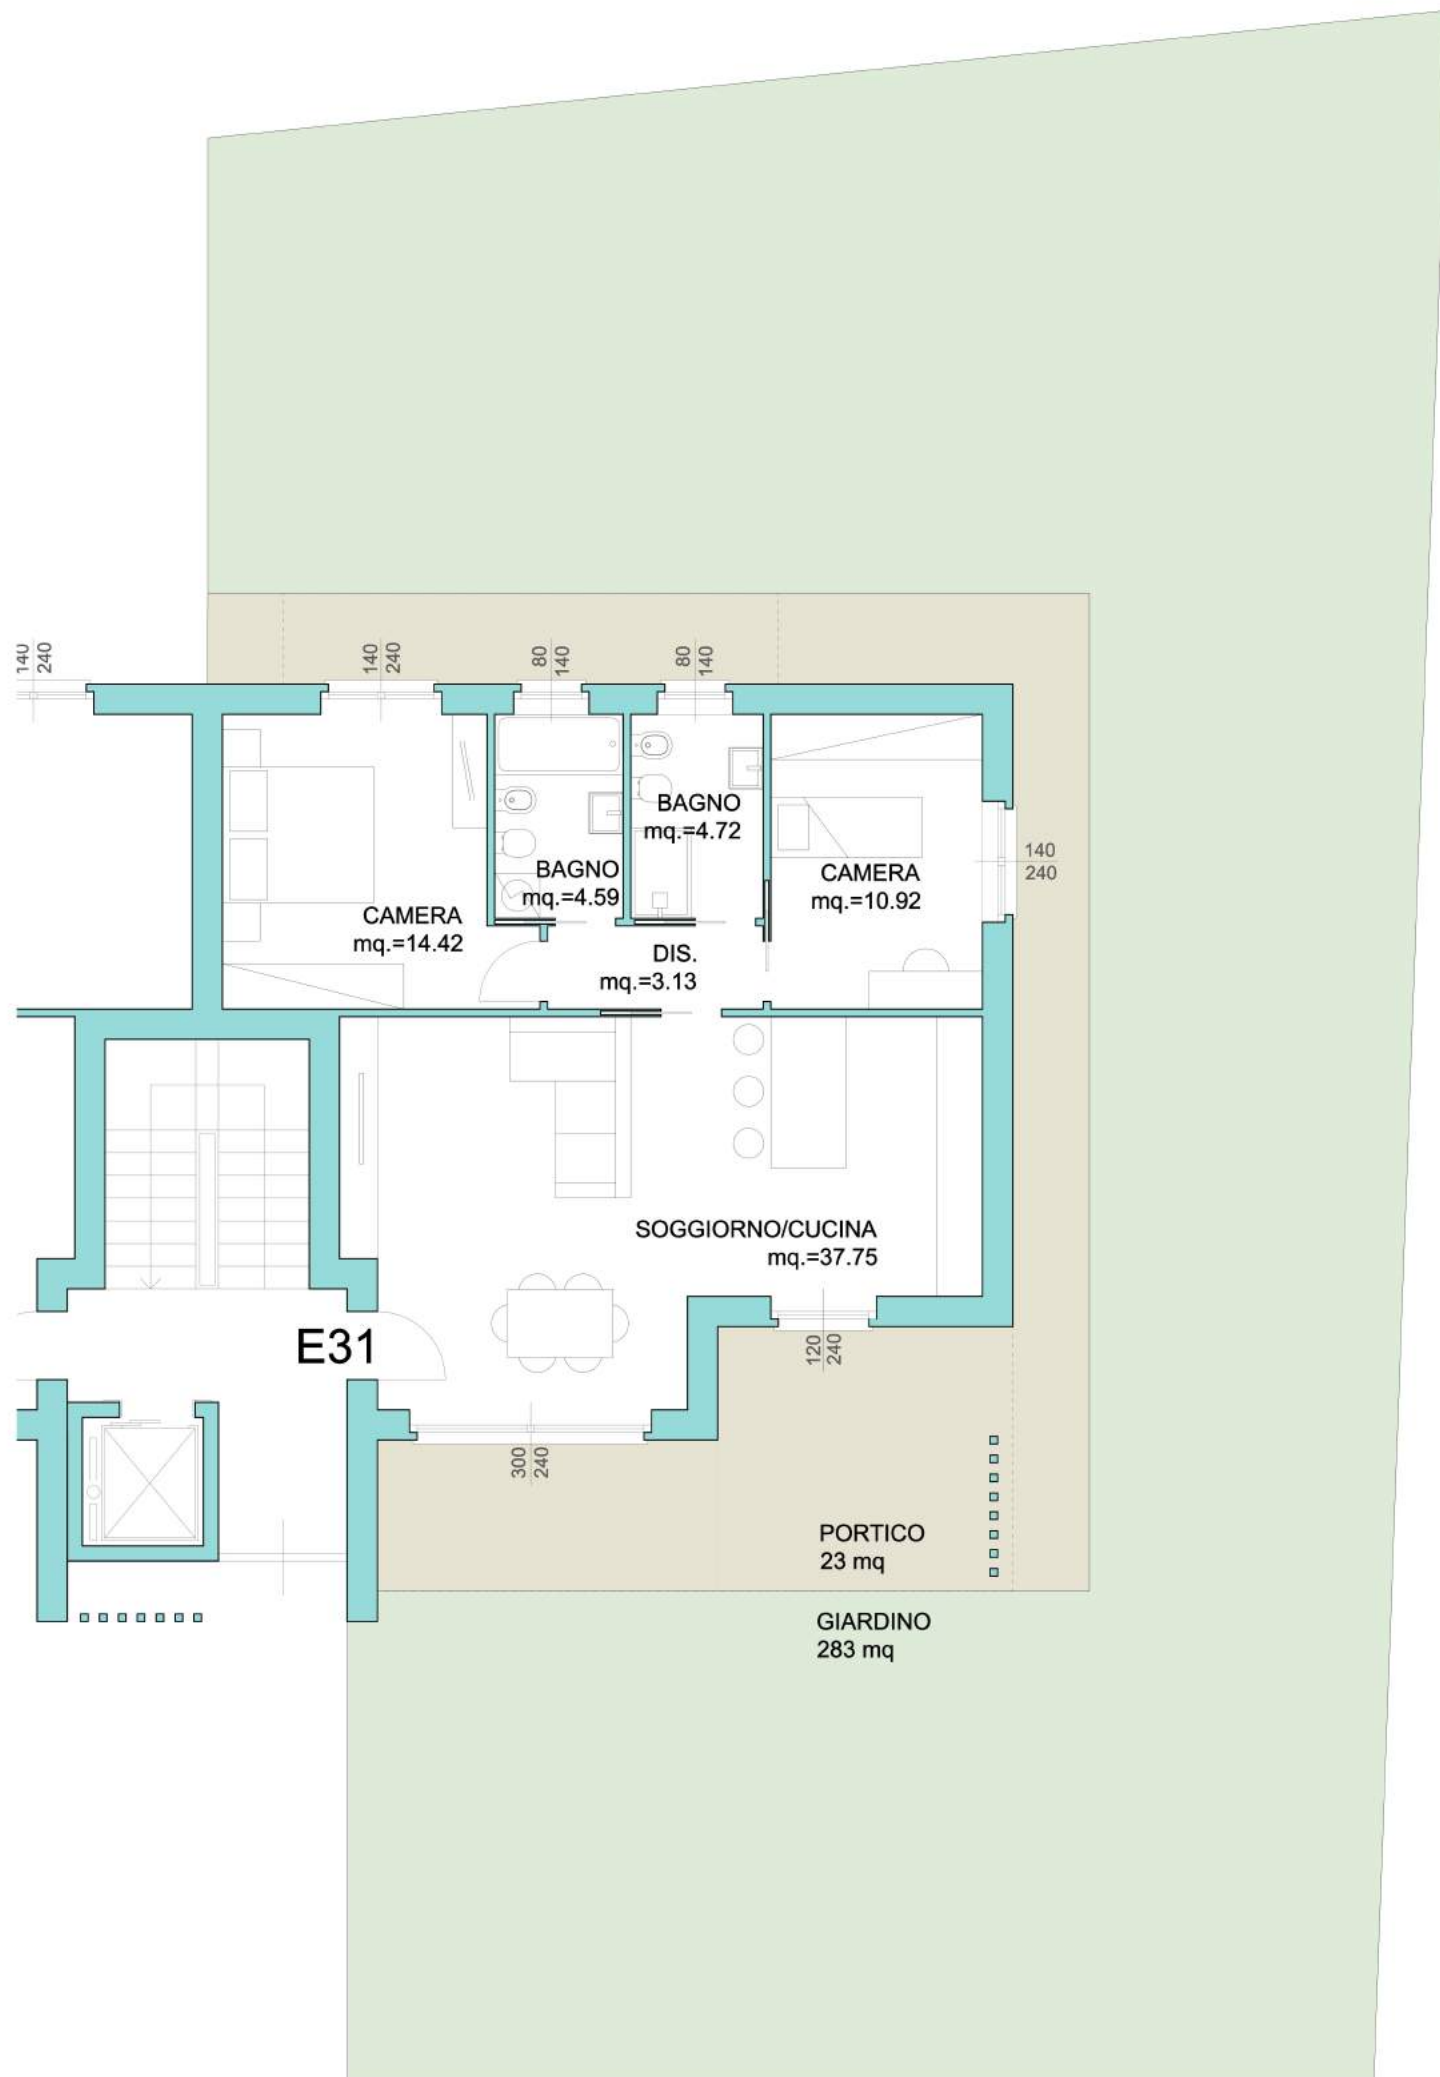 140
240
140
240
80
140
80
140
BAGNO
mq.=4.72
BAGNO
mq.=4.59
CAMERA
mq.=10.92
140
240
CAMERA
mq.=14.42
DIS.
mq.=3.13
SOGGIORNO/CUCINA
mq.=37.75
E31
120
240
300
240
PORTICO
23 mq
GIARDINO
283 mq